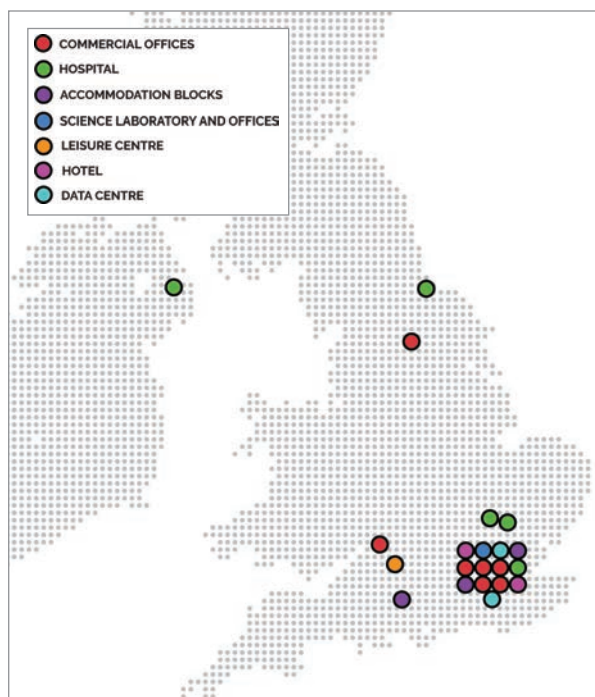 COMMERCIAL OFFICES
HOSPITAL
ACCOMMODATION BLOCKS
SCIENCE LABORATORY AND OFFICES
LEISURE CENTRE
HOTEL
DATA CENTRE